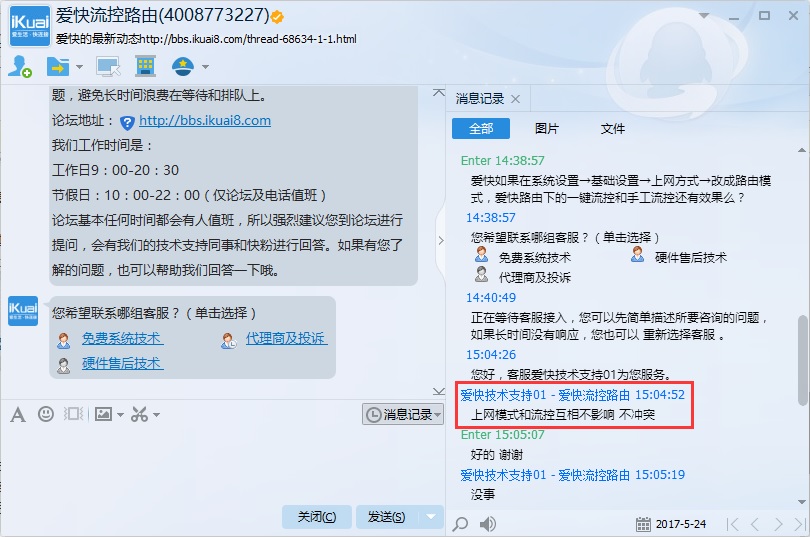 爱快流控路由(4008773227)
爱快的最新动态http://bbs.ikuai8.com/thread-68634-1-1.html
iKuai
爱生活·快连接
题，避免长时间浪费在等待和排队上。
论坛地址：http://bbs.ikuai8.com
我们工作时间是：
工作日9：00-20：30
节假日：10：00-22：00（仅论坛及电话值班）
论坛基本任何时间都会有人值班，所以强烈建议您到论坛进行
提问，会有我们的技术支持同事和快粉进行回答。如果有您了
解的问题，也可以帮助我们回答一下哦。
iKuai
您希望联系哪组客服？（单击选择）
免费系统技术 代理商及投诉
硬件售后技术
消息记录
关闭(C) 发送(S)
消息记录
全部 图片 文件
Enter 14:38:57
爱快如果在系统设置→基础设置→上网方式→改成路由模
式，爱快路由下的一键流控和手工流控还有效果么？
14:38:57
您希望联系哪组客服？（单击选择）
免费系统技术 硬件售后技术
代理商及投诉
14:40:49
正在等待客服接入，您可以先简单描述所要咨询的问题，
如果长时间没有响应，您也可以 重新选择客服 。
15:04:26
您好，客服爱快技术支持01为您服务。
爱快技术支持01 - 爱快流控路由 15:04:52
上网模式和流控互相不影响 不冲突
Enter 15:05:07
好的 谢谢
爱快技术支持01 - 爱快流控路由 15:05:19
没事
2017-5-24